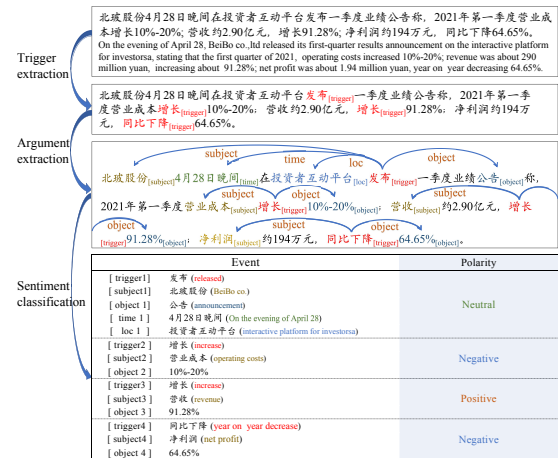 北玻股份4月28日晚间在投资者互动平台发布一季度业绩公告称，2021年第一季度营业成
本增长10%-20%; 营收约2.90亿元，增长91.28%; 净利润约194万元，同比下降64.65%。
On the evening of April 28, BeiBo co.,ltd released its first-quarter results announcement on the interactive platform
for investorsa, stating that the first quarter of 2021, operating costs increased 10%-20%; revenue was about 290
million yuan, increasing about 91.28%; net profit was about 1.94 million yuan, year on year decreasing 64.65%.
Trigger
extraction
北玻股份4月28日晚间在投资者互动平台发布[trigger]一季度业绩公告称，2021年第一季
度营业成本增长[trigger]10%-20%；营收约2.90亿元，增长[trigger]91.28%；净利润约194万
元，同比下降[trigger]64.65%。
Argument
extraction
subject time loc object
北玻股份[subject]4月28日晚间[time]在投资者互动平台[loc]发布[trigger]一季度业绩公告[object]称，
subject object subject
2021年第一季度营业成本[subject]增长[trigger]10%-20%[object]；营收[subject]约2.90亿元，增长
object subject object
[trigger]91.28%[object]；净利润[subject]约194万元，同比下降[trigger]64.65%[object]。
Sentiment
classification
Event Polarity
[ trigger1] 发布 (released)
[ subject1] 北玻股份 (BeiBo co.)
[ object 1] 公告 (announcement) Neutral
[ time 1 ] 4月28日晚间 (On the evening of April 28)
[ loc 1 ] 投资者互动平台 (interactive platform for investorsa)
[ trigger2 ] 增长 (increase)
[ subject2 ] 营业成本 (operating costs) Negative
[ object 2 ] 10%-20%
[ trigger3 ] 增长 (increase)
[ subject3 ] 营收 (revenue) Positive
[ object 3 ] 91.28%
[ trigger4 ] 同比下降 (year on year decrease)
[ subject4 ] 净利润 (net profit) Negative
[ object 4 ] 64.65%